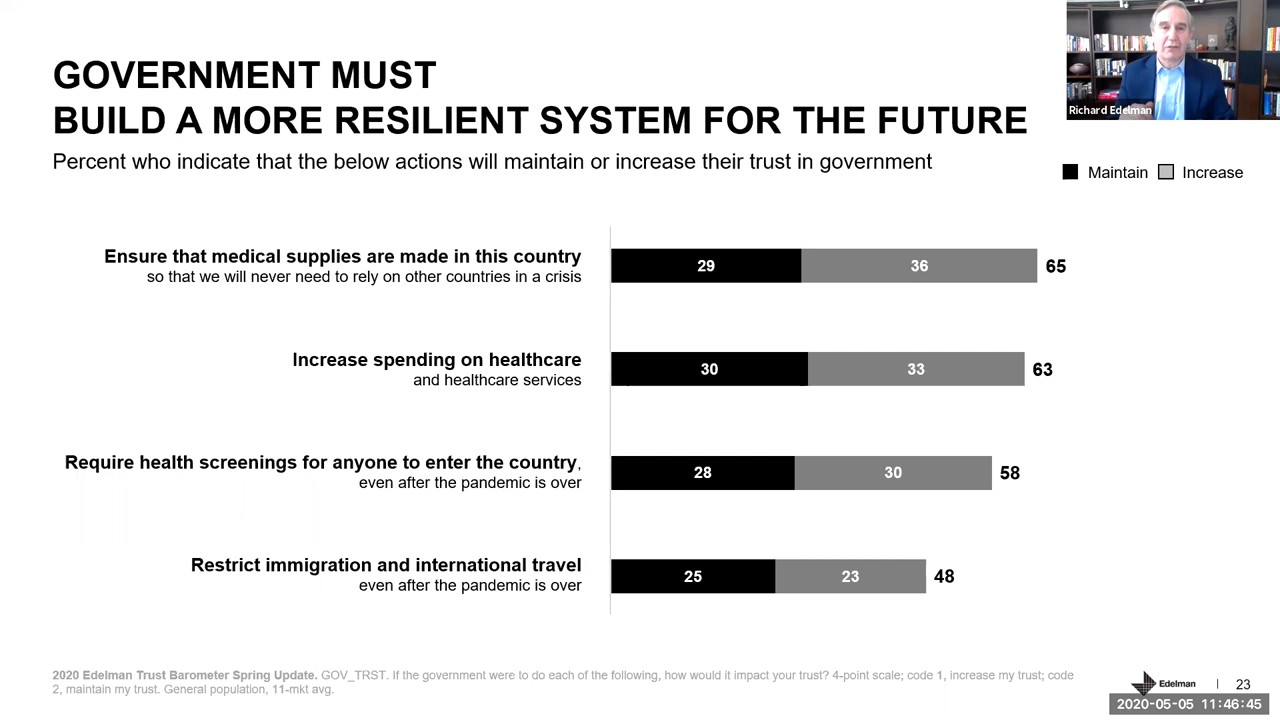 GOVERNMENT MUST
BUILD A MORE RESILIENT SYSTEM FOR THE FUTURE
Percent who indicate that the below actions will maintain or increase their trust in government
Richard Edelman
Maintain Increase
Ensure that medical supplies are made in this country
so that we will never need to rely on other countries in a crisis
29 36 65
Increase spending on healthcare
and healthcare services
30 33 63
Require health screenings for anyone to enter the country,
even after the pandemic is over
28 30 58
Restrict immigration and international travel
even after the pandemic is over
25 23 48
2020 Edelman Trust Barometer Spring Update. GOV_TRST. If the government were to do each of the following, how would it impact your trust? 4-point scale; code 1, increase my trust; code
2, maintain my trust. General population, 11-mkt avg.
Edelman | 23
2020-05-05 11:46:45